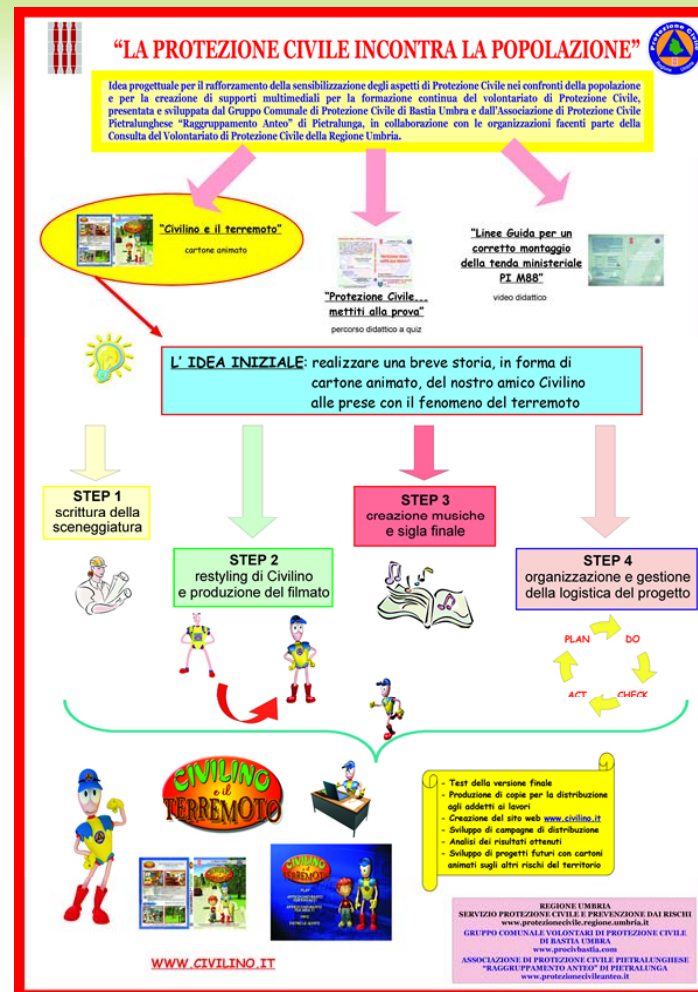 “LA PROTEZIONE CIVILE INCONTRA LA POPOLAZIONE”
Idea progettuale per il rafforzamento della sensibilizzazione degli aspetti di Protezione Civile nei confronti della popolazione
e per la creazione di supporti multimediali per la formazione continua del volontariato di Protezione Civile,
presentata e sviluppata dal Gruppo Comunale di Protezione Civile di Bastia Umbra e dall'Associazione di Protezione Civile
Pietralunghese “Raggruppamento Anteo” di Pietralunga, in collaborazione con le organizzazioni facenti parte della
Consulta del Volontariato di Protezione Civile della Regione Umbria.
“Civilino e il terremoto”
cartone animato
“Protezione Civile...
mettiti alla prova”
percorso didattico a quiz
“Linee Guida per un
corretto montaggio
della tenda ministeriale
PI M88”
video didattico
L' IDEA INIZIALE: realizzare una breve storia, in forma di
cartone animato, del nostro amico Civilino
alle prese con il fenomeno del terremoto
STEP 1
scrittura della
sceneggiatura
STEP 2
restyling di Civilino
e produzione del filmato
STEP 3
creazione musiche
e sigla finale
STEP 4
organizzazione e gestione
della logistica del progetto
PLAN
DO
ACT
CHECK
CIVILINO
e il
TERREMOTO
- Test della versione finale
- Produzione di copie per la distribuzione
agli addetti ai lavori
- Creazione del sito web www.civilino.it
- Sviluppo di campagne di distribuzione
- Analisi dei risultati ottenuti
- Sviluppo di progetti futuri con cartoni
animati sugli altri rischi del territorio
CIVILINO
TERREMOTO
PLAY
WWW.CIVILINO.IT
REGIONE UMBRIA
SERVIZIO PROTEZIONE CIVILE E PREVENZIONE DAI RISCHI
www.protezionecivile.regione.umbria.it
GRUPPO COMUNALE VOLONTARI DI PROTEZIONE CIVILE
DI BASTIA UMBRA
www.procivbastia.com
ASSOCIAZIONE DI PROTEZIONE CIVILE PIETRALUNGHESE
“RAGGRUPPAMENTO ANTEO” DI PIETRALUNGA
www.protezionecivileanteo.it